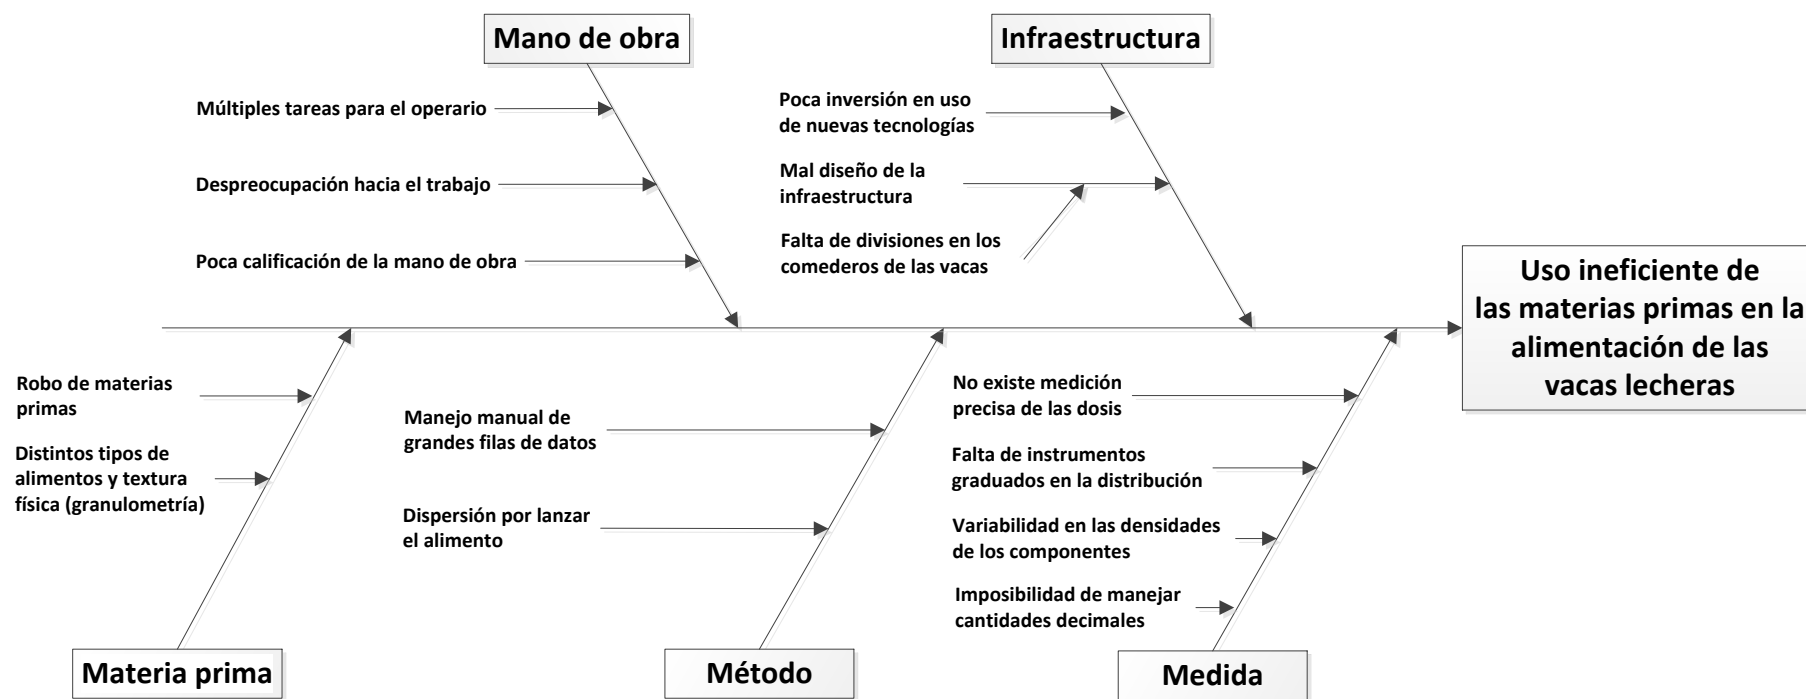 Mano de obra
Infraestructura
Múltiples tareas para el operario
Despreocupación hacia el trabajo
Poca calificación de la mano de obra
Poca inversión en uso
de nuevas tecnologías
Mal diseño de la
infraestructura
Falta de divisiones en los
comederos de las vacas
Uso ineficiente de
las materias primas en la
alimentación de las
vacas lecheras
Robo de materias
primas
Distintos tipos de
alimentos y textura
física (granulometría)
Manejo manual de
grandes filas de datos
Dispersión por lanzar
el alimento
No existe medición
precisa de las dosis
Falta de instrumentos
graduados en la distribución
Variabilidad en las densidades
de los componentes
Imposibilidad de manejar
cantidades decimales
Materia prima
Método
Medida